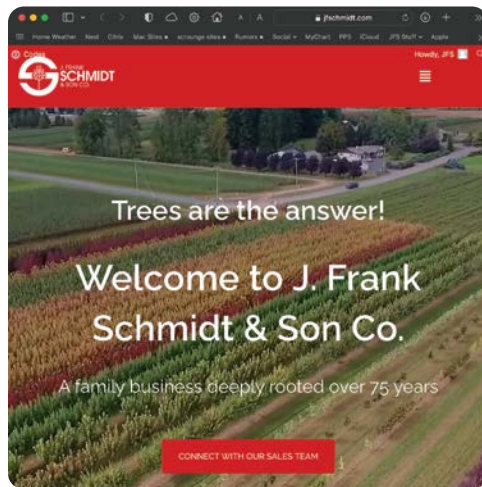 jfschmidt.com
Home Weather Nest Citrix Mac Sites scrounge sites Rumors Social MyChart PPS iCloud JFS Stuff Apple
Codes
Howdy, JFS
J. FRANK
SCHMIDT
& SON CO.
Trees are the answer!
Welcome to J. Frank
Schmidt & Son Co.
A family business deeply rooted over 75 years
CONNECT WITH OUR SALES TEAM